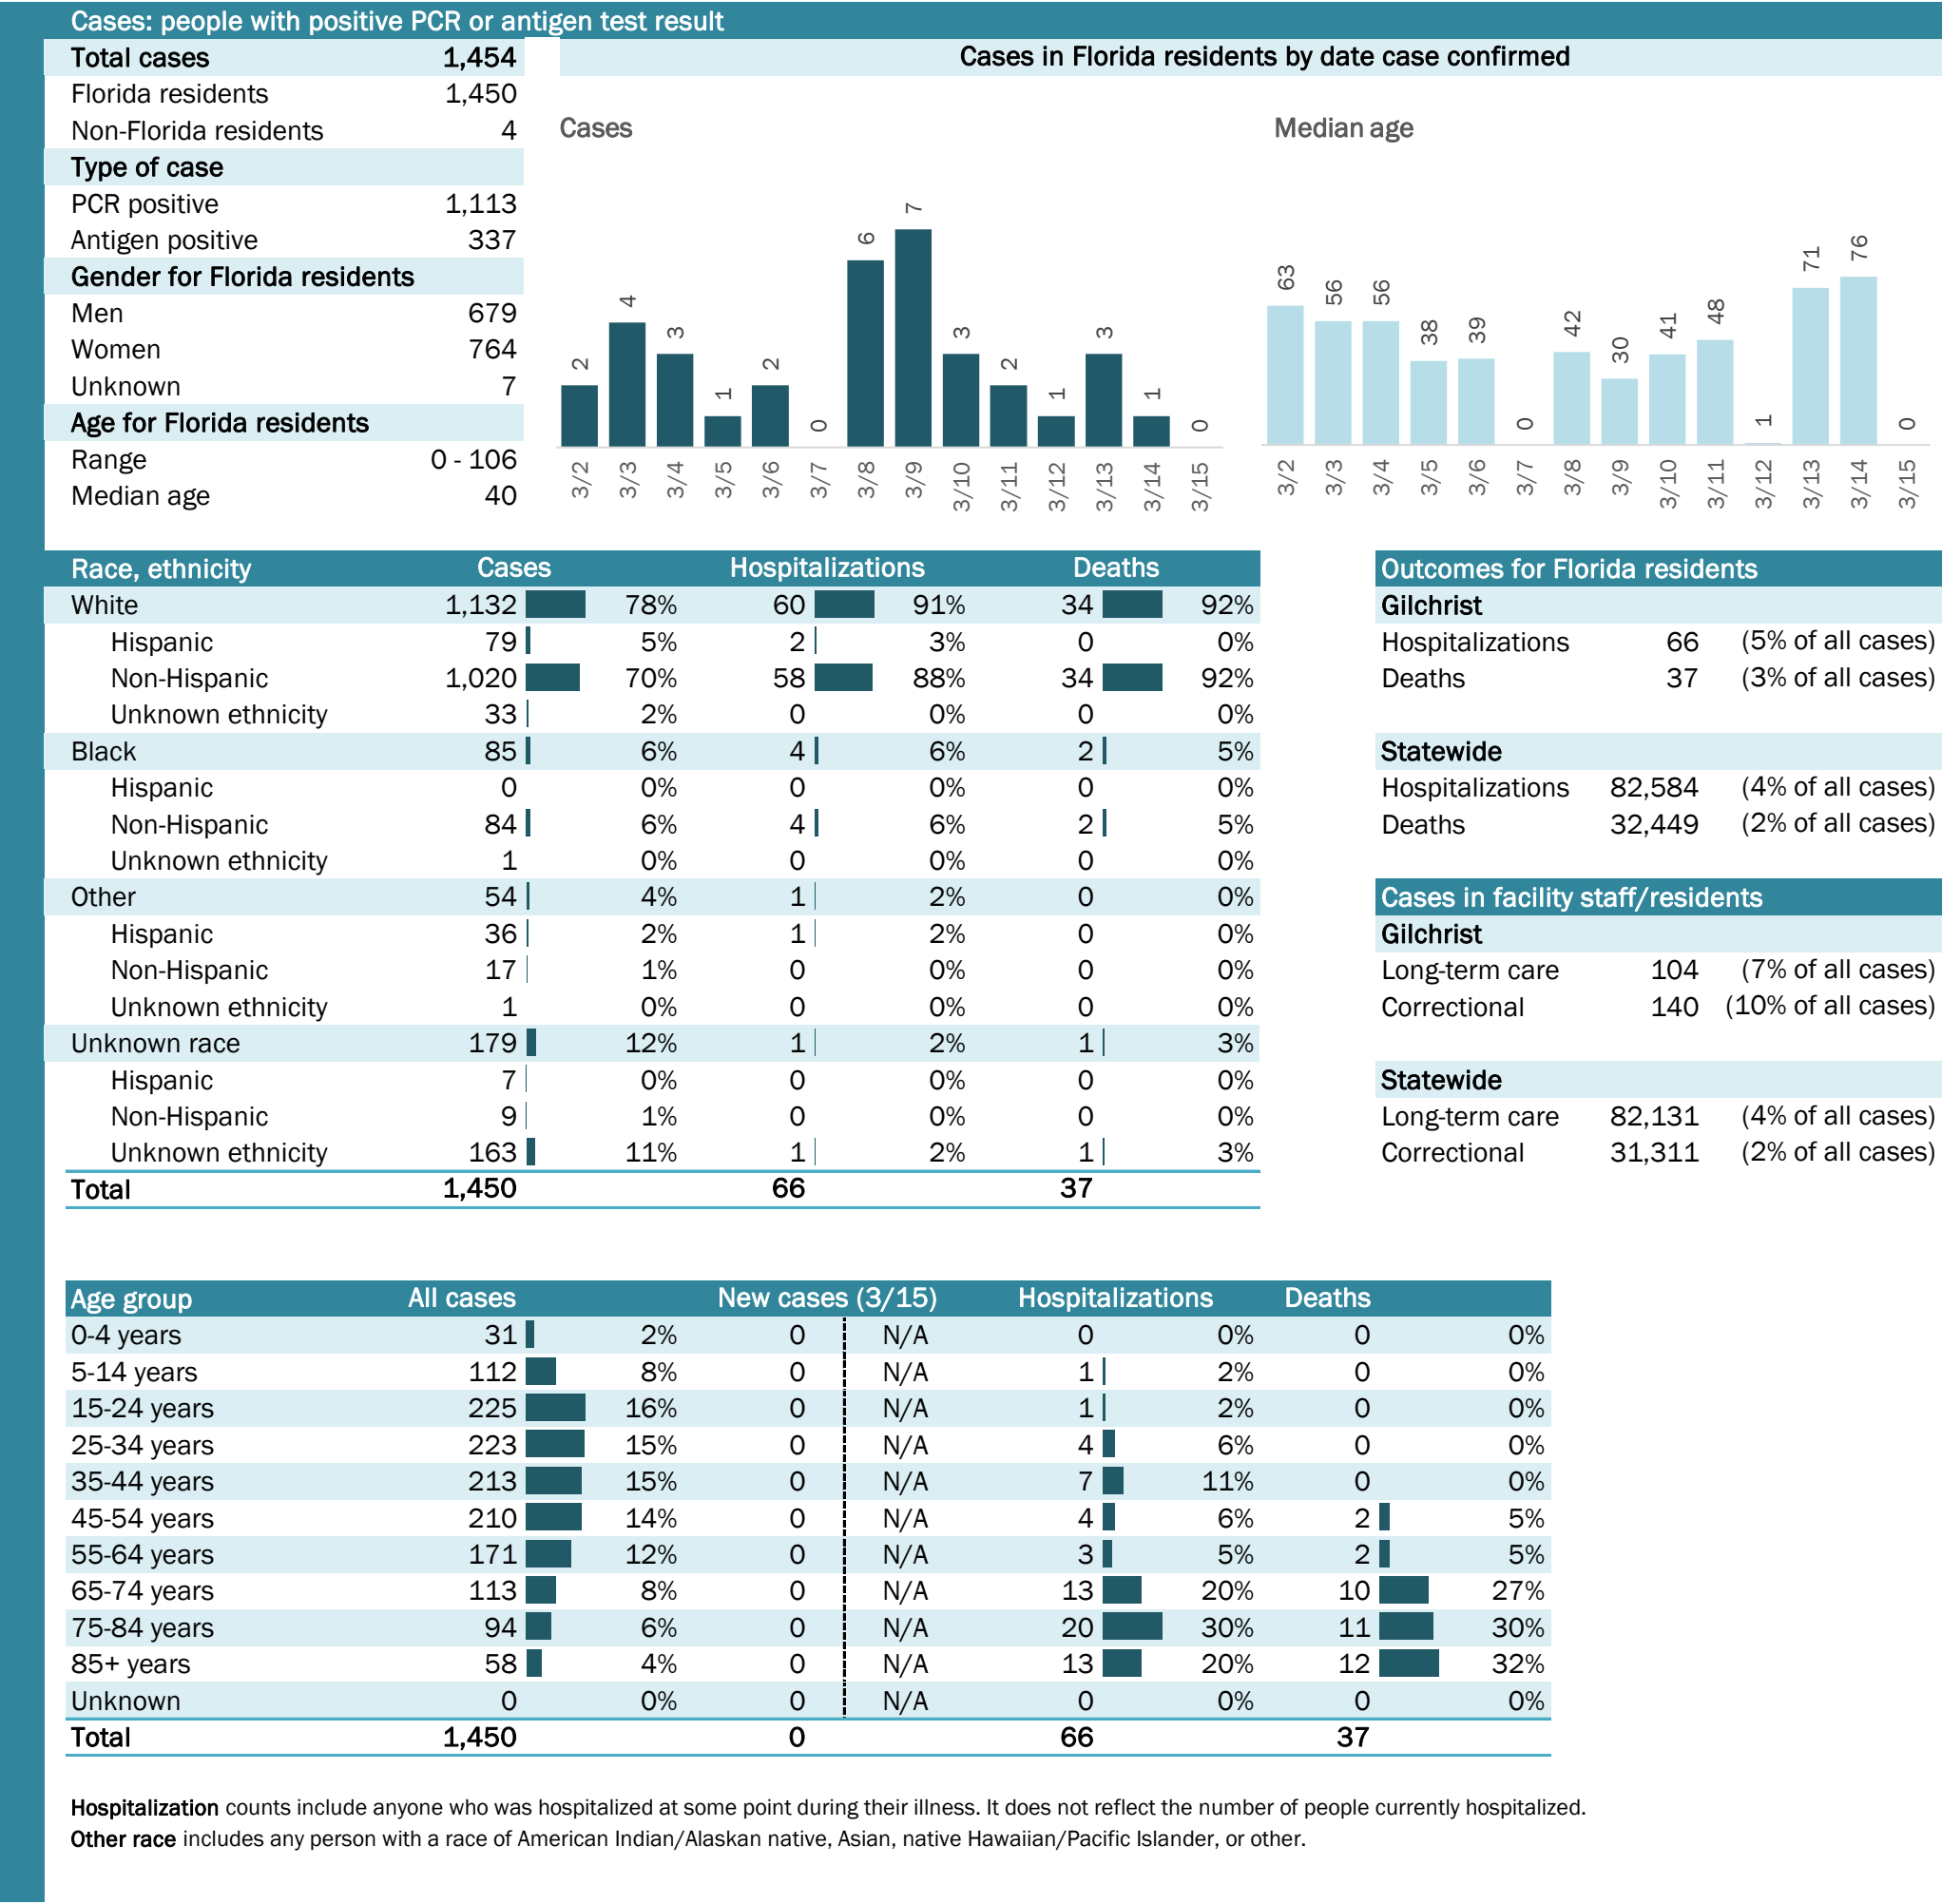 Cases: people with positive PCR or antigen test result
Total cases 1,454
Florida residents 1,450
Non-Florida residents 4
Type of case
PCR positive 1,113
Antigen positive 337
Gender for Florida residents
Men 679
Women 764
Unknown 7
Age for Florida residents
Range 0 - 106
Median age 40
Cases in Florida residents by date case confirmed
Cases
2 4 3 1 2 0 6 7 3 2 1 3 1 0
3/2 3/3 3/4 3/5 3/6 3/7 3/8 3/9 3/10 3/11 3/12 3/13 3/14 3/15
Median age
63 56 56 38 39 0 42 30 41 48 1 71 76 0
3/2 3/3 3/4 3/5 3/6 3/7 3/8 3/9 3/10 3/11 3/12 3/13 3/14 3/15
Race, ethnicity Cases Hospitalizations Deaths
White 1,132 78% 60 91% 34 92%
Hispanic 79 5% 2 3% 0 0%
Non-Hispanic 1,020 70% 58 88% 34 92%
Unknown ethnicity 33 2% 0 0% 0 0%
Black 85 6% 4 6% 2 5%
Hispanic 0 0% 0 0% 0 0%
Non-Hispanic 84 6% 4 6% 2 5%
Unknown ethnicity 1 0% 0 0% 0 0%
Other 54 4% 1 2% 0 0%
Hispanic 36 2% 1 2% 0 0%
Non-Hispanic 17 1% 0 0% 0 0%
Unknown ethnicity 1 0% 0 0% 0 0%
Unknown race 179 12% 1 2% 1 3%
Hispanic 7 0% 0 0% 0 0%
Non-Hispanic 9 1% 0 0% 0 0%
Unknown ethnicity 163 11% 1 2% 1 3%
Total 1,450 66 37
Outcomes for Florida residents
Gilchrist
Hospitalizations 66 (5% of all cases)
Deaths 37 (3% of all cases)
Statewide
Hospitalizations 82,584 (4% of all cases)
Deaths 32,449 (2% of all cases)
Cases in facility staff/residents
Gilchrist
Long-term care 104 (7% of all cases)
Correctional 140 (10% of all cases)
Statewide
Long-term care 82,131 (4% of all cases)
Correctional 31,311 (2% of all cases)
Age group All cases New cases (3/15) Hospitalizations Deaths
0-4 years 31 2% 0 N/A 0 0% 0 0%
5-14 years 112 8% 0 N/A 1 2% 0 0%
15-24 years 225 16% 0 N/A 1 2% 0 0%
25-34 years 223 15% 0 N/A 4 6% 0 0%
35-44 years 213 15% 0 N/A 7 11% 0 0%
45-54 years 210 14% 0 N/A 4 6% 2 5%
55-64 years 171 12% 0 N/A 3 5% 2 5%
65-74 years 113 8% 0 N/A 13 20% 10 27%
75-84 years 94 6% 0 N/A 20 30% 11 30%
85+ years 58 4% 0 N/A 13 20% 12 32%
Unknown 0 0% 0 N/A 0 0% 0 0%
Total 1,450 0 66 37
Hospitalization counts include anyone who was hospitalized at some point during their illness. It does not reflect the number of people currently hospitalized.
Other race includes any person with a race of American Indian/Alaskan native, Asian, native Hawaiian/Pacific Islander, or other.